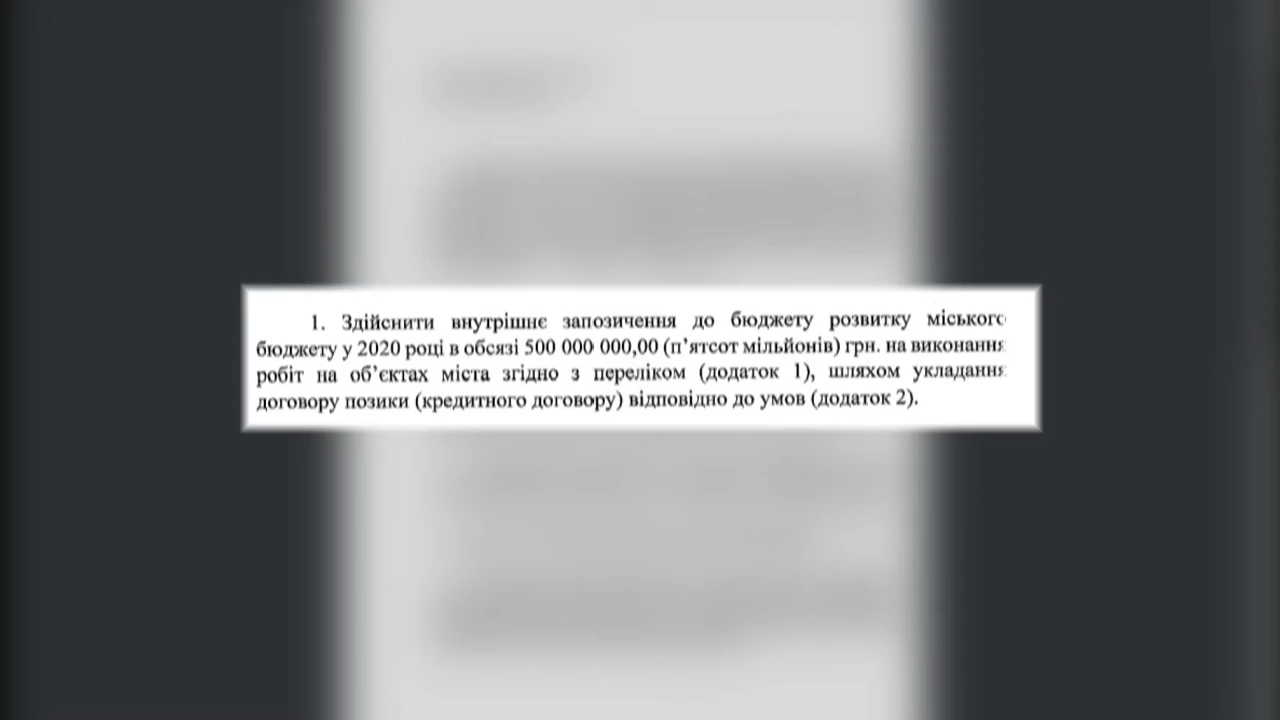 1. Здійснити внутрішнє запозичення до бюджету розвитку міського
бюджету у 2020 році в обсязі 500 000 000,00 (п’ятсот мільйонів) грн. на виконання
робіт на об’єктах міста згідно з переліком (додаток 1), шляхом укладання
договору позики (кредитного договору) відповідно до умов (додаток 2).